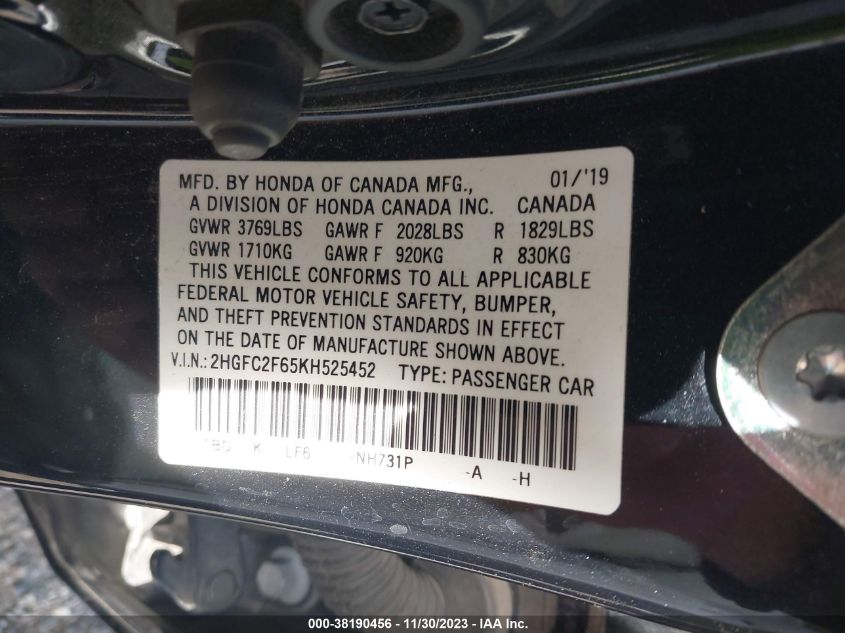 MFD. BY HONDA OF CANADA MFG., 01/'19
A DIVISION OF HONDA CANADA INC. CANADA
GVWR 3769LBS GAWR F 2028LBS R 1829LBS
GVWR 1710KG GAWR F 920KG R 830KG
THIS VEHICLE CONFORMS TO ALL APPLICABLE
FEDERAL MOTOR VEHICLE SAFETY, BUMPER,
AND THEFT PREVENTION STANDARDS IN EFFECT
ON THE DATE OF MANUFACTURE SHOWN ABOVE.
V.I.N.: 2HGFC2F65KH525452 TYPE: PASSENGER CAR
K LF6 -NH731P -A -H
000-38190456 - 11/30/2023 - IAA Inc.